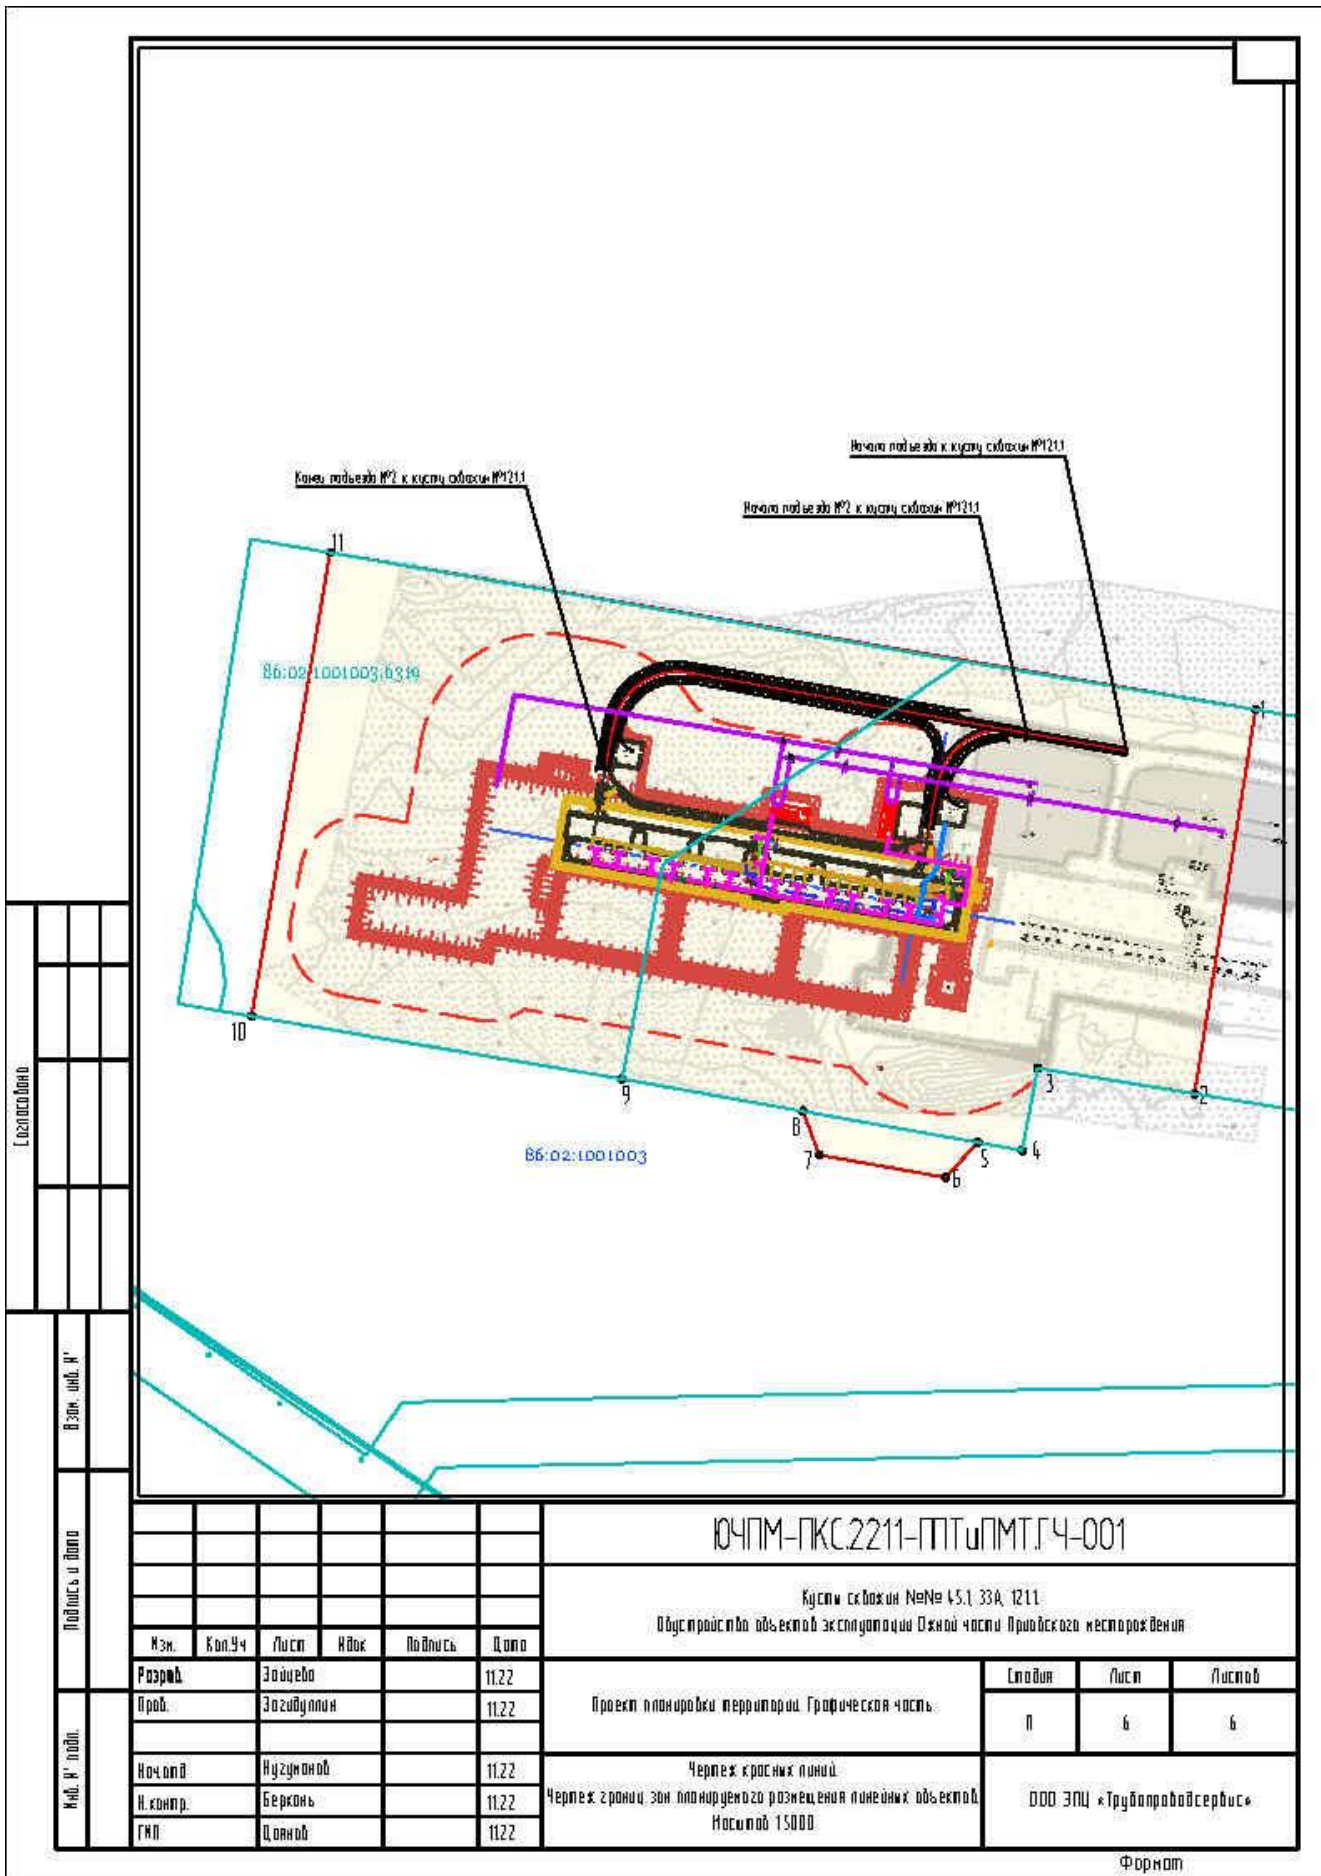 Начало подъезда к кусту скважин №121.1
Конец подъезда №2 к кусту скважин №121.1
Начало подъезда №2 к кусту скважин №121.1
11
86:02:1001003:6319
1
10
9
3
2
8
7
5
4
6
86:02:1001003
Согласовано
Взам. инв. №
Подпись и дата
Инв. № подл.
ЮЧПМ-ПКС.2211-ППТиПМТ.ГЧ-001
Кусты скважин №№ 45.1, 33А, 121.1.
Обустройство объектов эксплуатации Южной части Приобского месторождения
Изм. Кол.Уч Лист Nдок Подпись Дата
Разраб. Зайцева 11.22
Пров. Загидуллин 11.22
Нач.отд Нугуманов 11.22
Н.контр. Беркань 11.22
ГИП 11.22
Проект планировки территории. Графическая часть.
Стадия Лист Листов
П 6 6
Чертеж красных линий.
Чертеж границ зон планируемого размещения линейных объектов.
Масштаб 1:5000
ООО ЭПЦ «Трубопроводсервис»
Формат